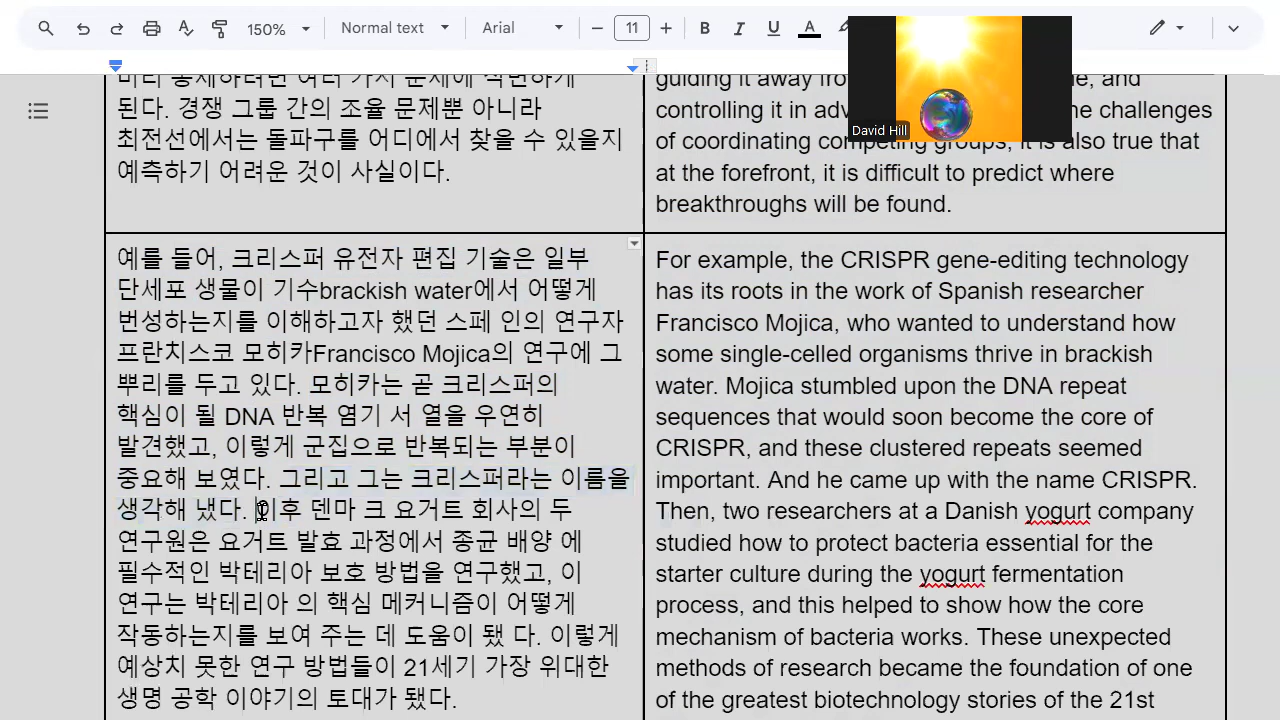 150%
Normal text
Arial
11
B
I
U
A
David Hill
미리 통제하려면 여러 가지 문제에 직면하게
된다. 경쟁 그룹 간의 조율 문제뿐 아니라
최전선에서는 돌파구를 어디에서 찾을 수 있을지
예측하기 어려운 것이 사실이다.
guiding it away fro
e, and
controlling it in adv
he challenges
of coordinating competing groups, it is also true that
at the forefront, it is difficult to predict where
breakthroughs will be found.
예를 들어, 크리스퍼 유전자 편집 기술은 일부
단세포 생물이 기수brackish water에서 어떻게
번성하는지를 이해하고자 했던 스페 인의 연구자
프란치스코 모히카Francisco Mojica의 연구에 그
뿌리를 두고 있다. 모히카는 곧 크리스퍼의
핵심이 될 DNA 반복 염기 서 열을 우연히
발견했고, 이렇게 군집으로 반복되는 부분이
중요해 보였다. 그리고 그는 크리스퍼라는 이름을
생각해 냈다. 이후 덴마 크 요거트 회사의 두
연구원은 요거트 발효 과정에서 종균 배양 에
필수적인 박테리아 보호 방법을 연구했고, 이
연구는 박테리아 의 핵심 메커니즘이 어떻게
작동하는지를 보여 주는 데 도움이 됐 다. 이렇게
예상치 못한 연구 방법들이 21세기 가장 위대한
생명 공학 이야기의 토대가 됐다.
For example, the CRISPR gene-editing technology
has its roots in the work of Spanish researcher
Francisco Mojica, who wanted to understand how
some single-celled organisms thrive in brackish
water. Mojica stumbled upon the DNA repeat
sequences that would soon become the core of
CRISPR, and these clustered repeats seemed
important. And he came up with the name CRISPR.
Then, two researchers at a Danish yogurt company
studied how to protect bacteria essential for the
starter culture during the yogurt fermentation
process, and this helped to show how the core
mechanism of bacteria works. These unexpected
methods of research became the foundation of one
of the greatest biotechnology stories of the 21st